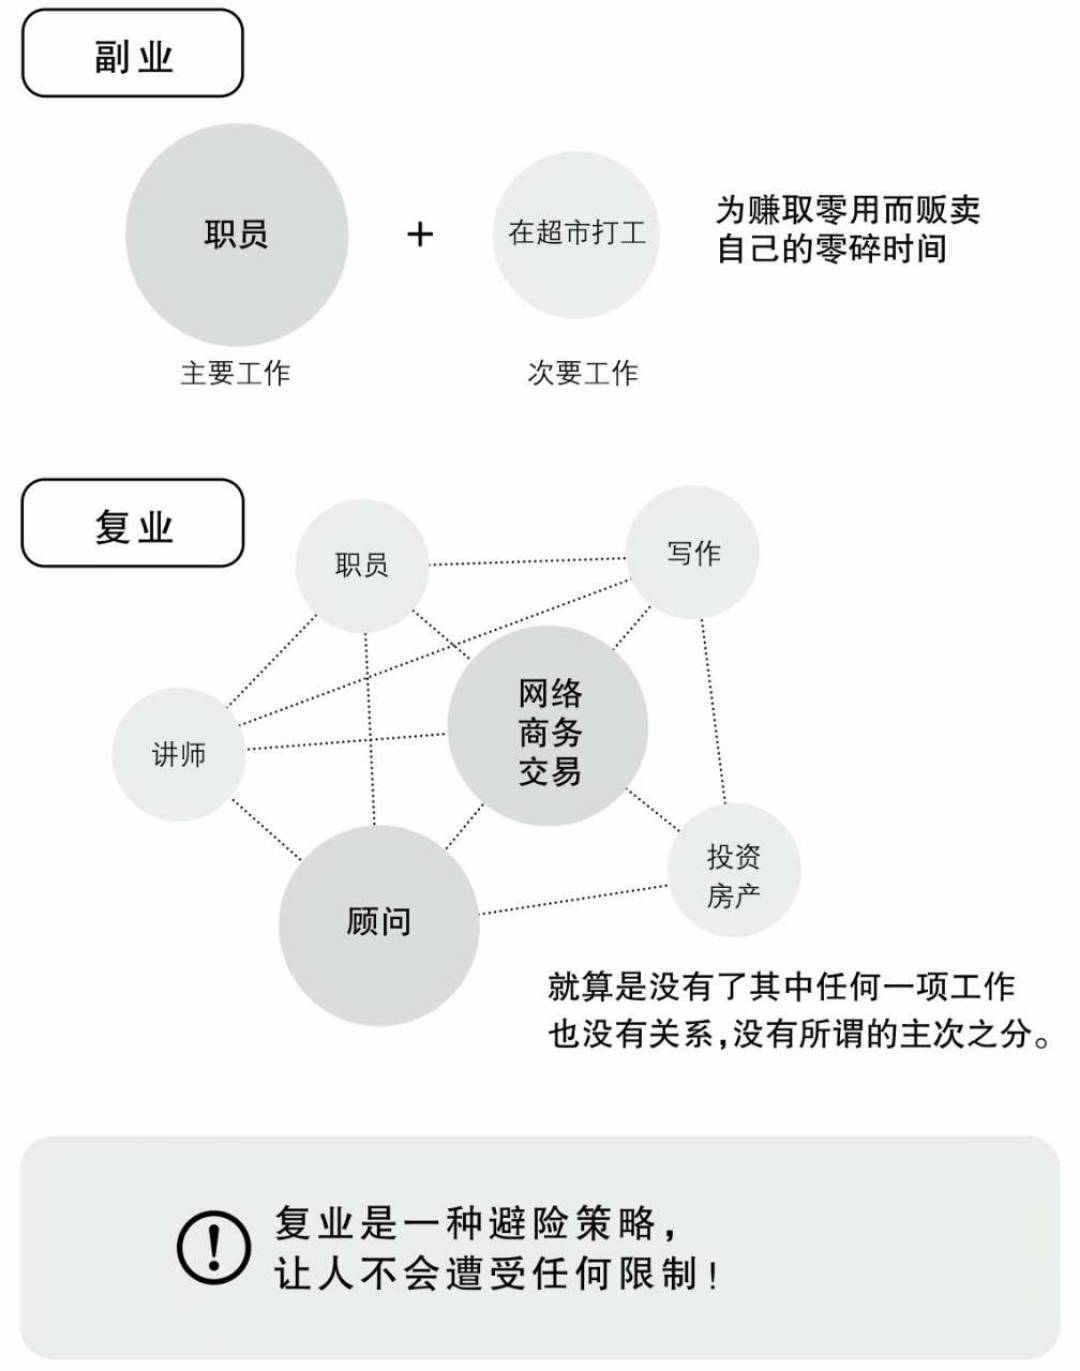 副业
职员
+
在超市打工
为赚取零用而贩卖
自己的零碎时间
主要工作
次要工作
复业
职员
写作
网络
商务
交易
讲师
投资
房产
顾问
就算是没有了其中任何一项工作
也没有关系,没有所谓的主次之分。
复业是一种避险策略,
让人不会遭受任何限制!